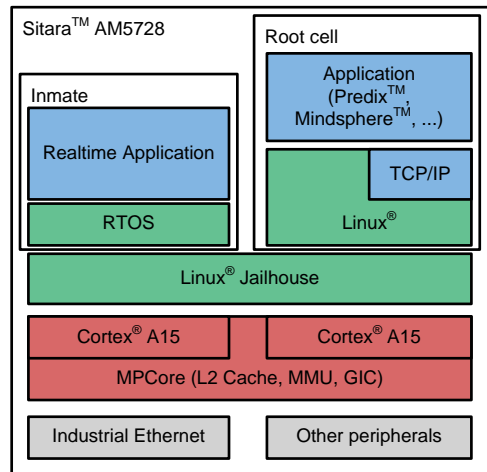 Sitara™ AM5728
Root cell
Application
(Predix™,
Mindsphere™, ...)
Inmate
Realtime Application
TCP/IP
RTOS
Linux®
Linux® Jailhouse
Cortex® A15
Cortex® A15
MPCore (L2 Cache, MMU, GIC)
Industrial Ethernet
Other peripherals